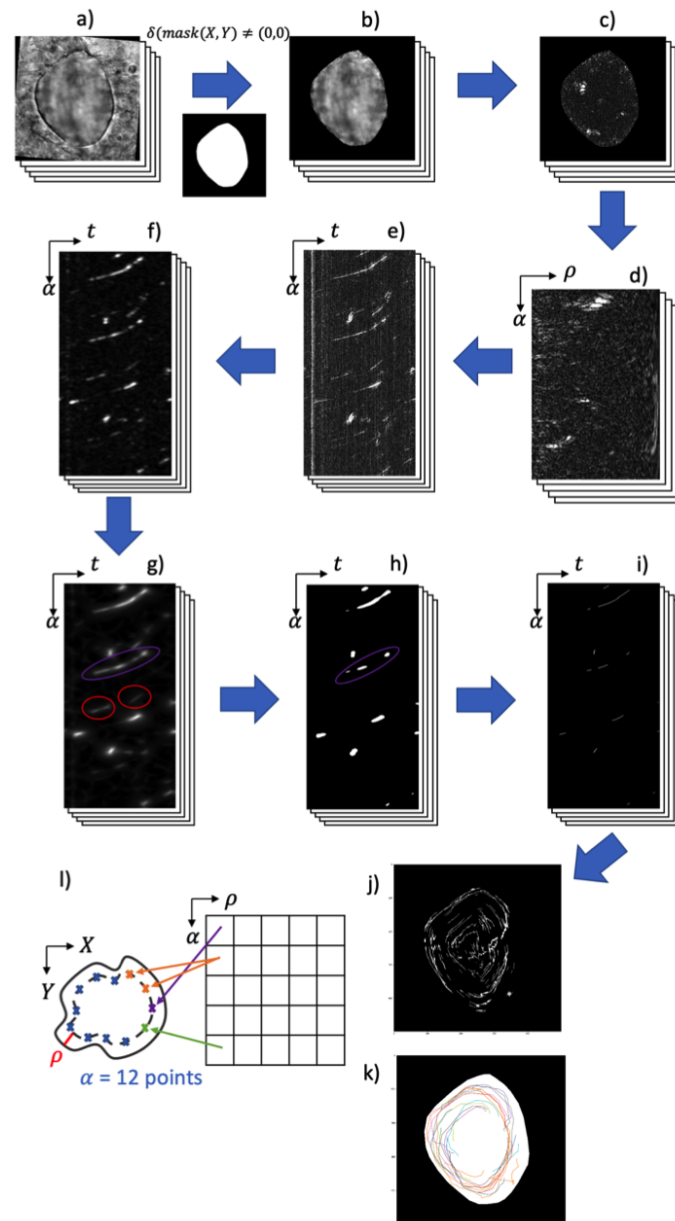 a)
δ(mask(X,Y) ≠ (0,0)
b)
c)
f)
t
α
e)
t
α
d)
ρ
α
g)
t
α
h)
t
α
i)
t
α
l)
ρ
α
X
Y
ρ
α = 12 points
j)
k)